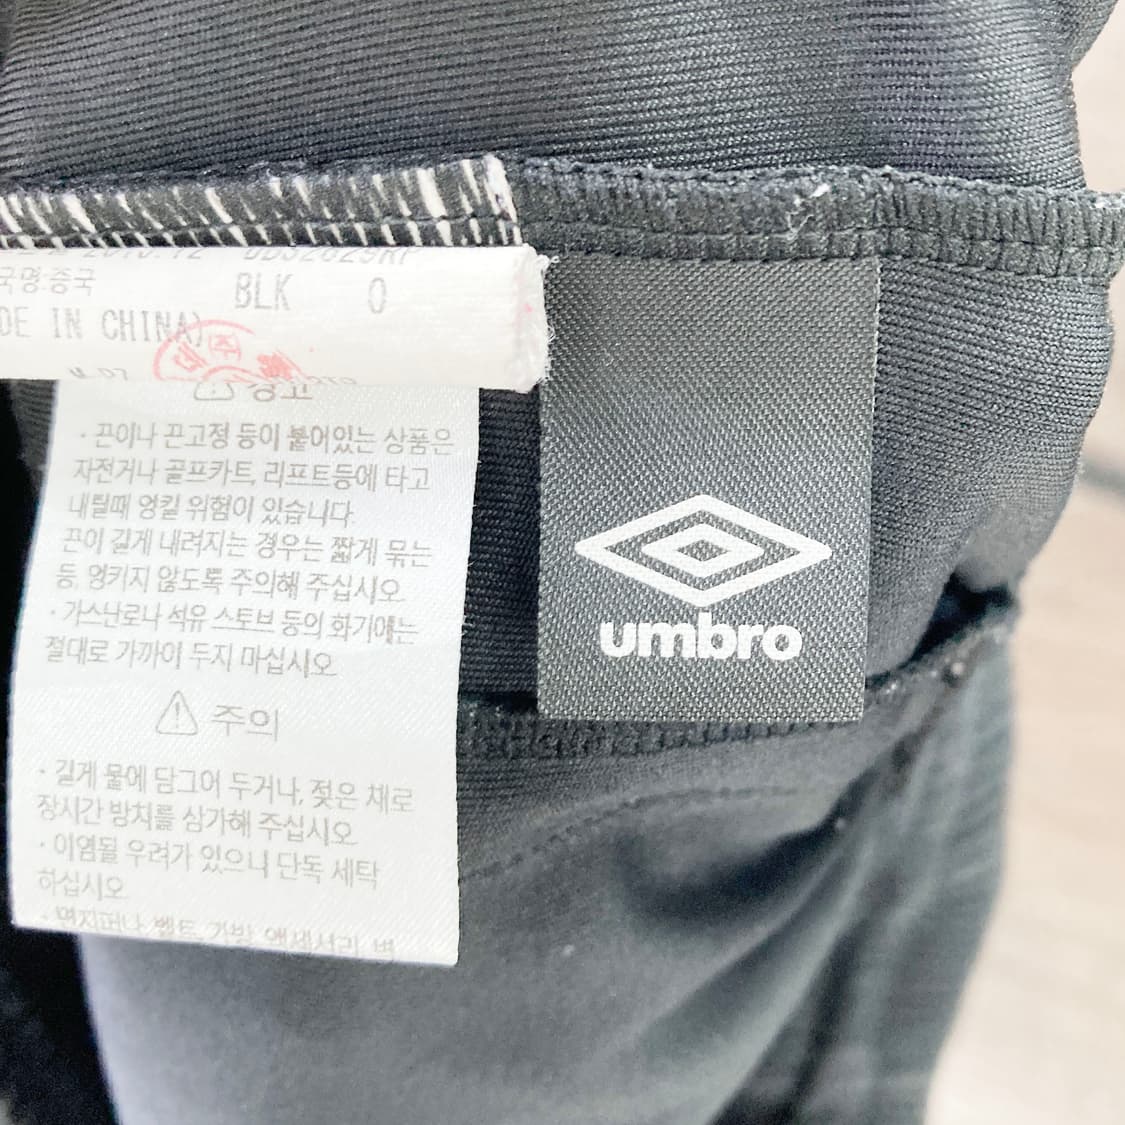 국명:중국
BLK 0
DE IN CHINA)
경고
· 끈이나 끈고정 등이 붙어있는 상품은
자전거나 골프카트, 리프트등에 타고
내릴때 엉킬 위험이 있습니다.
끈이 길게 내려지는 경우는 짧게 묶는
등, 엉키지 않도록 주의해 주십시오
· 가스난로나 석유 스토브 등의 화기에는
절대로 가까이 두지 마십시오
주의
· 길게 물에 담그어 두거나, 젖은 채로
장시간 방치를 삼가해 주십시오
· 이염될 우려가 있으니 단독 세탁
하십시오
umbro